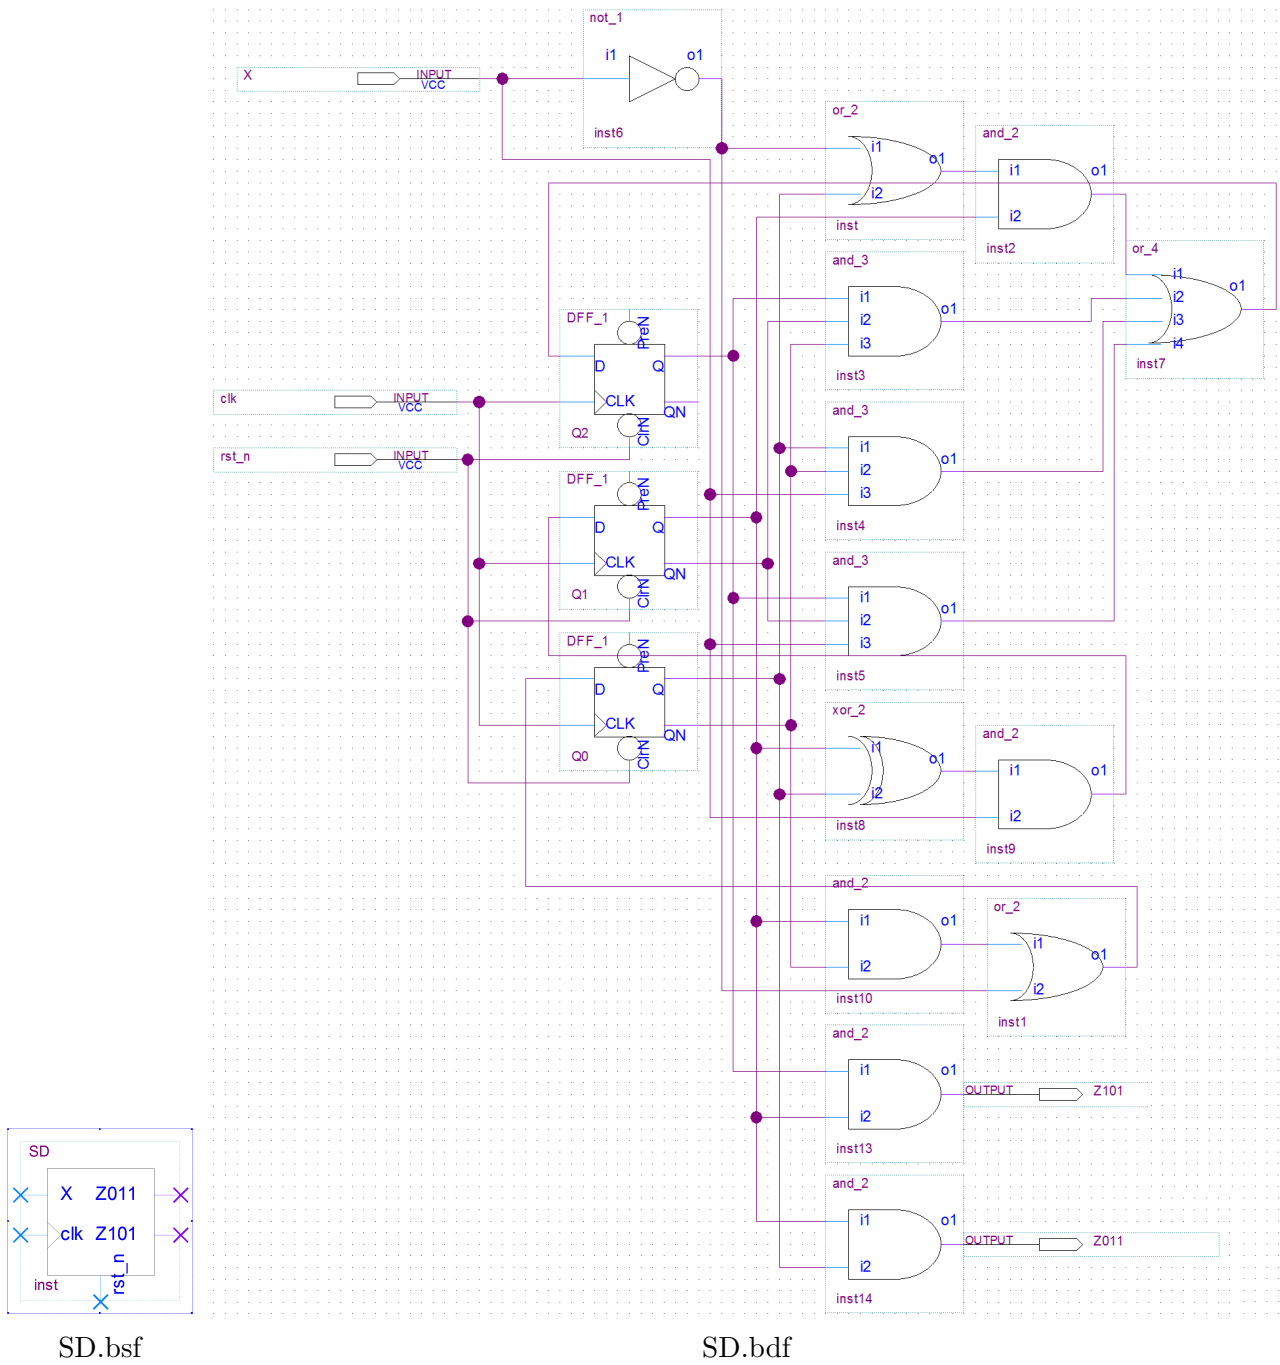 not_1
i1 o1
inst6
X INPUT
VCC
or_2
i1 o1
i2
inst
and_2
i1 o1
i2
inst2
or_4
i1 o1
i2
i3
i4
inst7
and_3
i1 o1
i2
i3
inst3
DFF_1
PreN
D Q
CLK
QN
ClrN
Q2
clk INPUT
VCC
rst_n INPUT
VCC
and_3
i1 o1
i2
i3
inst4
DFF_1
PreN
D Q
CLK
QN
ClrN
Q1
and_3
i1 o1
i2
i3
inst5
DFF_1
PreN
D Q
CLK
QN
ClrN
Q0
xor_2
i1 o1
i2
inst8
and_2
i1 o1
i2
inst9
and_2
i1 o1
i2
inst10
or_2
i1 o1
i2
inst1
and_2
i1 o1
i2
inst13
OUTPUT Z101
and_2
i1 o1
i2
inst14
OUTPUT Z011
SD
X Z011
clk Z101
rst_n
inst
SD.bsf
SD.bdf